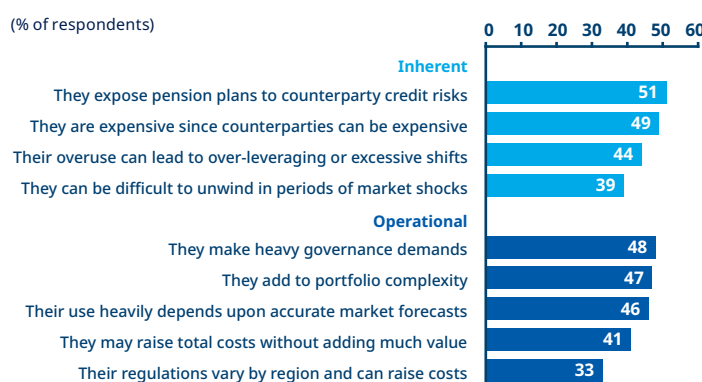 (% of respondents)
0 10 20 30 40 50 60
Inherent
They expose pension plans to counterparty credit risks 51
They are expensive since counterparties can be expensive 49
Their overuse can lead to over-leveraging or excessive shifts 44
They can be difficult to unwind in periods of market shocks 39
Operational
They make heavy governance demands 48
They add to portfolio complexity 47
Their use heavily depends upon accurate market forecasts 46
They may raise total costs without adding much value 41
Their regulations vary by region and can raise costs 33